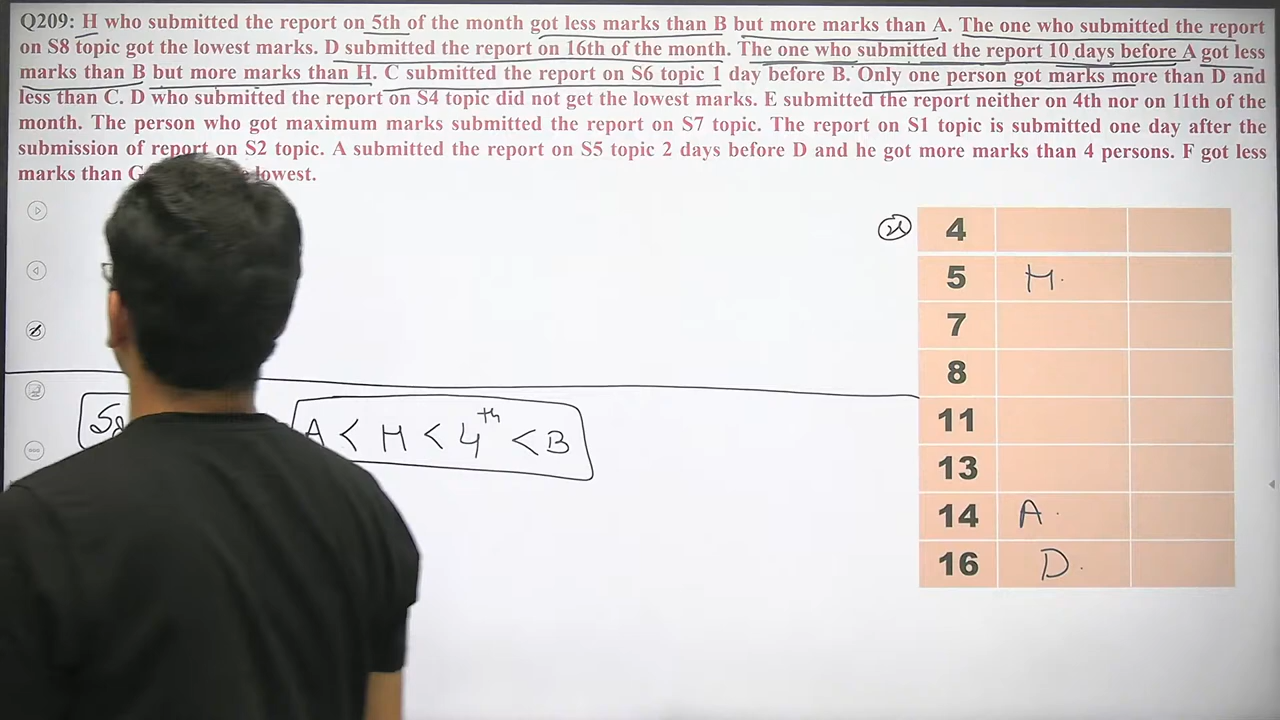 Q209: H who submitted the report on 5th of the month got less marks than B but more marks than A. The one who submitted the report
on S8 topic got the lowest marks. D submitted the report on 16th of the month. The one who submitted the report 10 days before A got less
marks than B but more marks than H. C submitted the report on S6 topic 1 day before B. Only one person got marks more than D and
less than C. D who submitted the report on S4 topic did not get the lowest marks. E submitted the report neither on 4th nor on 11th of the
month. The person who got maximum marks submitted the report on S7 topic. The report on S1 topic is submitted one day after the
submission of report on S2 topic. A submitted the report on S5 topic 2 days before D and he got more marks than 4 persons. F got less
marks than lowest.
4
5 H.
7
8
11
A < H < 4th < B
13
14 A.
16 D.